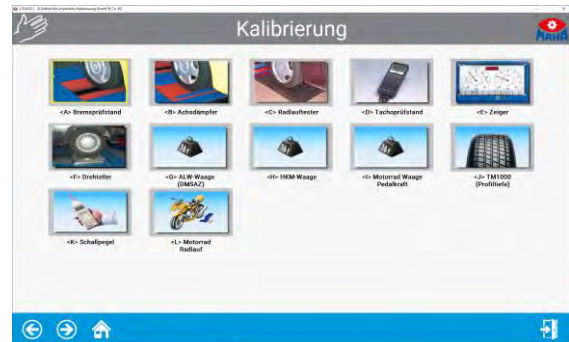 Kalibrierung
MAHA
<A> Bremsprüfstand
<B> Achsdämpfer
<C> Radlauftester
<D> Tachoprüfstand
<E> Zeiger
<F> Drehteller
<G> ALW-Waage
(DMSAZ)
<H> HKM-Waage
<I> Motorrad Waage
Pedalkraft
<J> TM1000
(Profiltiefe)
<K> Schallpegel
<L> Motorrad
Radlauf